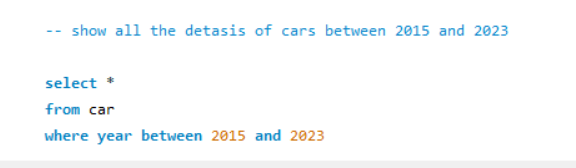 -- show all the detasis of cars between 2015 and 2023
select *
from car
where year between 2015 and 2023